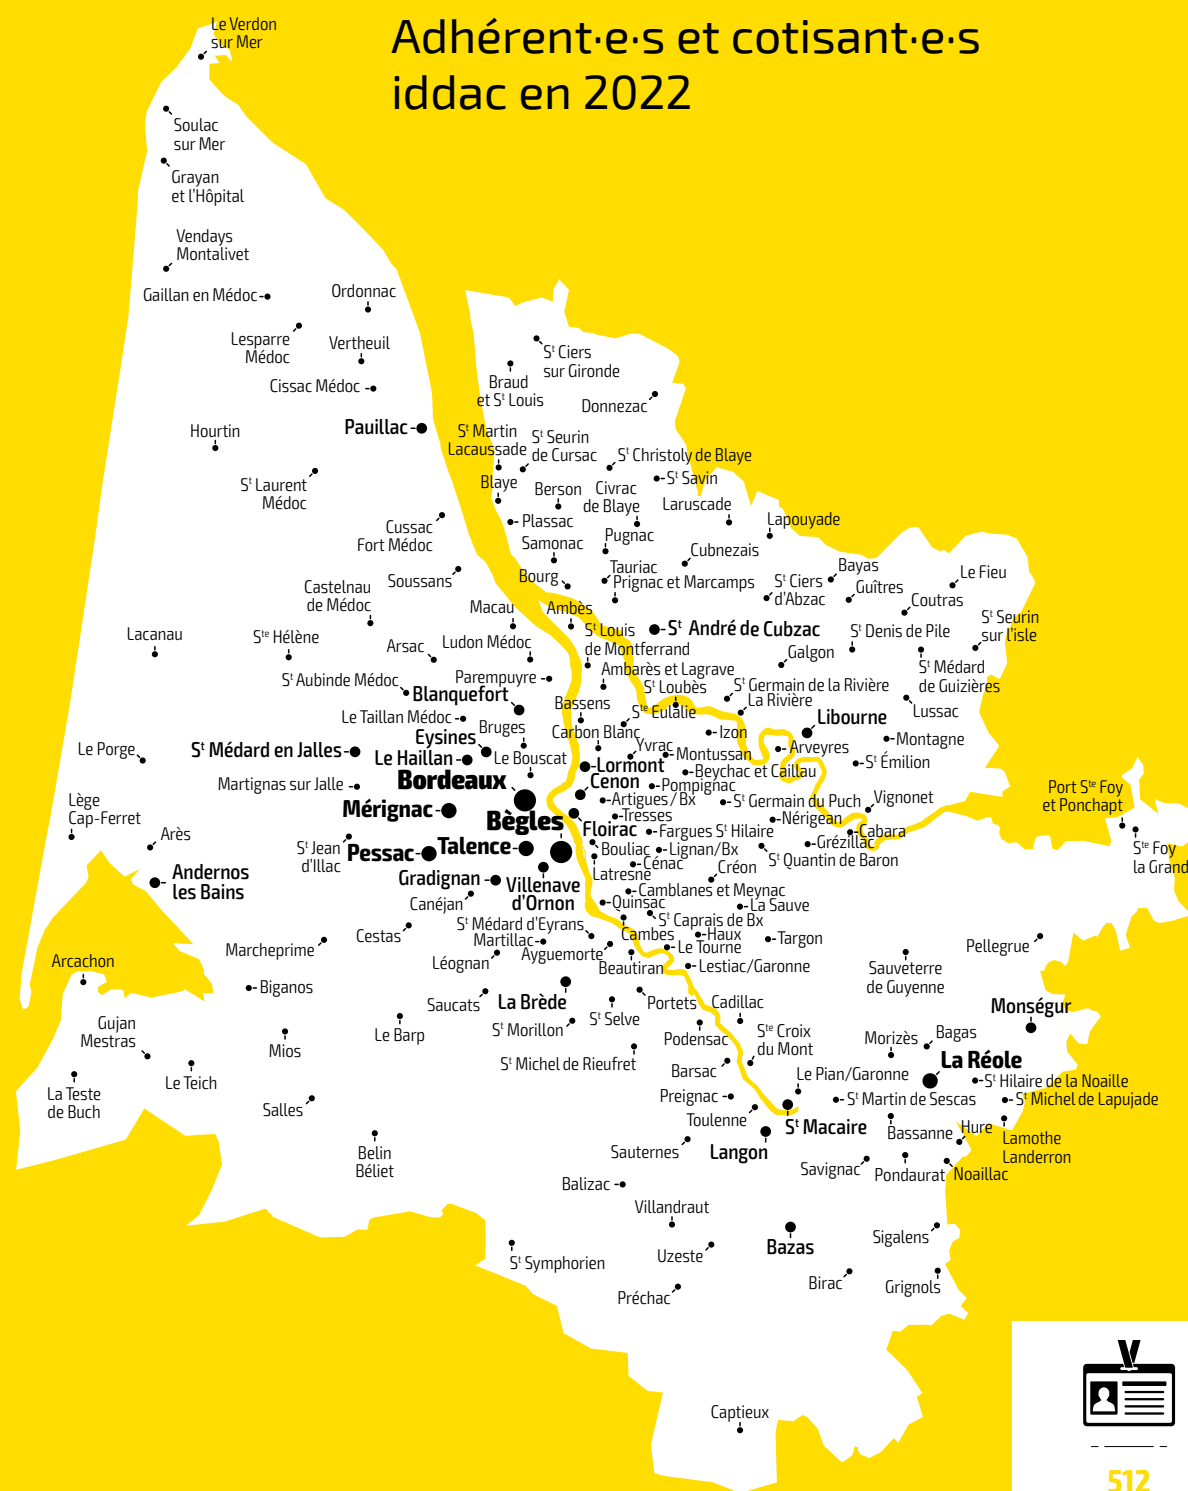 Adhérent·e·s et cotisant·e·s
iddac en 2022
Le Verdon
sur Mer
Soulac
sur Mer
Grayan
et l'Hôpital
Vendays
Montalivet
Gaillan en Médoc
Ordonnac
Lesparre
Médoc
Vertheuil
Cissac Médoc
Pauillac
Hourtin
St Laurent
Médoc
Cussac
Fort Médoc
St Ciers
sur Gironde
Braud
et St Louis
Donnezac
St Martin
Lacaussade
St Seurin
de Cursac
St Christoly de Blaye
St Savin
Blaye
Berson
Civrac
de Blaye
Laruscade
Plassac
Lapouyade
Samonac
Pugnac
Cubnezais
Soussans
Bourg
Tauriac
Prignac et Marcamps
St Ciers
d'Abzac
Bayas
Guîtres
Le Fieu
Coutras
Castelnau
de Médoc
Macau
Ambès
St Seurin
sur l'isle
Lacanau
Ste Hélène
Arsac
Ludon Médoc
St Louis
de Montferrand
St André de Cubzac
St Denis de Pile
Galgon
St Médard
de Guizières
St Aubinde Médoc
Parempuyre
Ambarès et Lagrave
St Loubès
St Germain de la Rivière
La Rivière
Lussac
Blanquefort
Bassens
Ste Eulalie
Libourne
Le Taillan Médoc
Bruges
Carbon Blanc
Izon
Montagne
Eysines
Yvrac
Arveyres
Le Porge
St Médard en Jalles
Le Haillan
Le Bouscat
Montussan
St Émilion
Lormont
Beychac et Caillau
Bordeaux
Cenon
Pompignac
Martignas sur Jalle
Port Ste Foy
et Ponchapt
Lège
Cap-Ferret
Mérignac
Artigues / Bx
St Germain du Puch
Vignonet
Bègles
Tresses
Nérigean
Arès
Floirac
Fargues St Hilaire
Cabara
Grézillac
St Jean
d'Illac
Pessac
Talence
Bouliac
Lignan/Bx
St Quantin de Baron
Ste Foy
la Grand
Andernos
les Bains
Latresne
Cénac
Créon
Gradignan
Villenave
d'Ornon
Camblanes et Meynac
Canéjan
Quinsac
La Sauve
St Médard d'Eyrans
St Caprais de Bx
Cestas
Martillac
Cambes
Haux
Targon
Marcheprime
Ayguemorte
Le Tourne
Pellegrue
Léognan
Beautiran
Lestiac/Garonne
Sauveterre
de Guyenne
Arcachon
Biganos
Saucats
La Brède
Portets
Cadillac
Monségur
Gujan
Mestras
Le Barp
St Morillon
St Selve
Podensac
Ste Croix
du Mont
Morizès
Bagas
Mios
St Michel de Rieufret
La Réole
Le Teich
Barsac
Le Pian/Garonne
St Hilaire de la Noaille
La Teste
de Buch
Preignac
St Martin de Sescas
St Michel de Lapujade
Salles
Toulenne
St Macaire
Bassanne
Hure
Lamothe
Landerron
Belin
Béliet
Sauternes
Langon
Savignac
Pondaurat
Noaillac
Balizac
Villandraut
Bazas
Sigalens
St Symphorien
Uzeste
Birac
Grignols
Préchac
Captieux
512